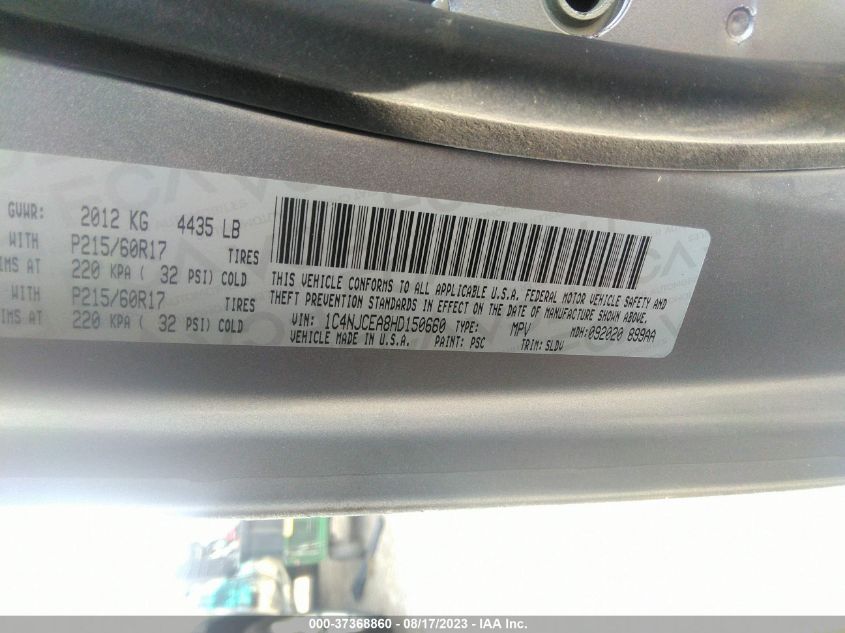 GVWR: 2012 KG 4435 LB
WITH P215/60R17 TIRES
IMS AT 220 KPA ( 32 PSI) COLD
WITH P215/60R17 TIRES
IMS AT 220 KPA ( 32 PSI) COLD
THIS VEHICLE CONFORMS TO ALL APPLICABLE U.S.A. FEDERAL MOTOR VEHICLE SAFETY AND
THEFT PREVENTION STANDARDS IN EFFECT ON THE DATE OF MANUFACTURE SHOWN ABOVE.
VIN: 1C4NJCEA8HD150660 TYPE: MPV MDH:092020 899AA
VEHICLE MADE IN U.S.A. PAINT: PSC TRIM: SLDV
000-37368860 - 08/17/2023 - IAA Inc.